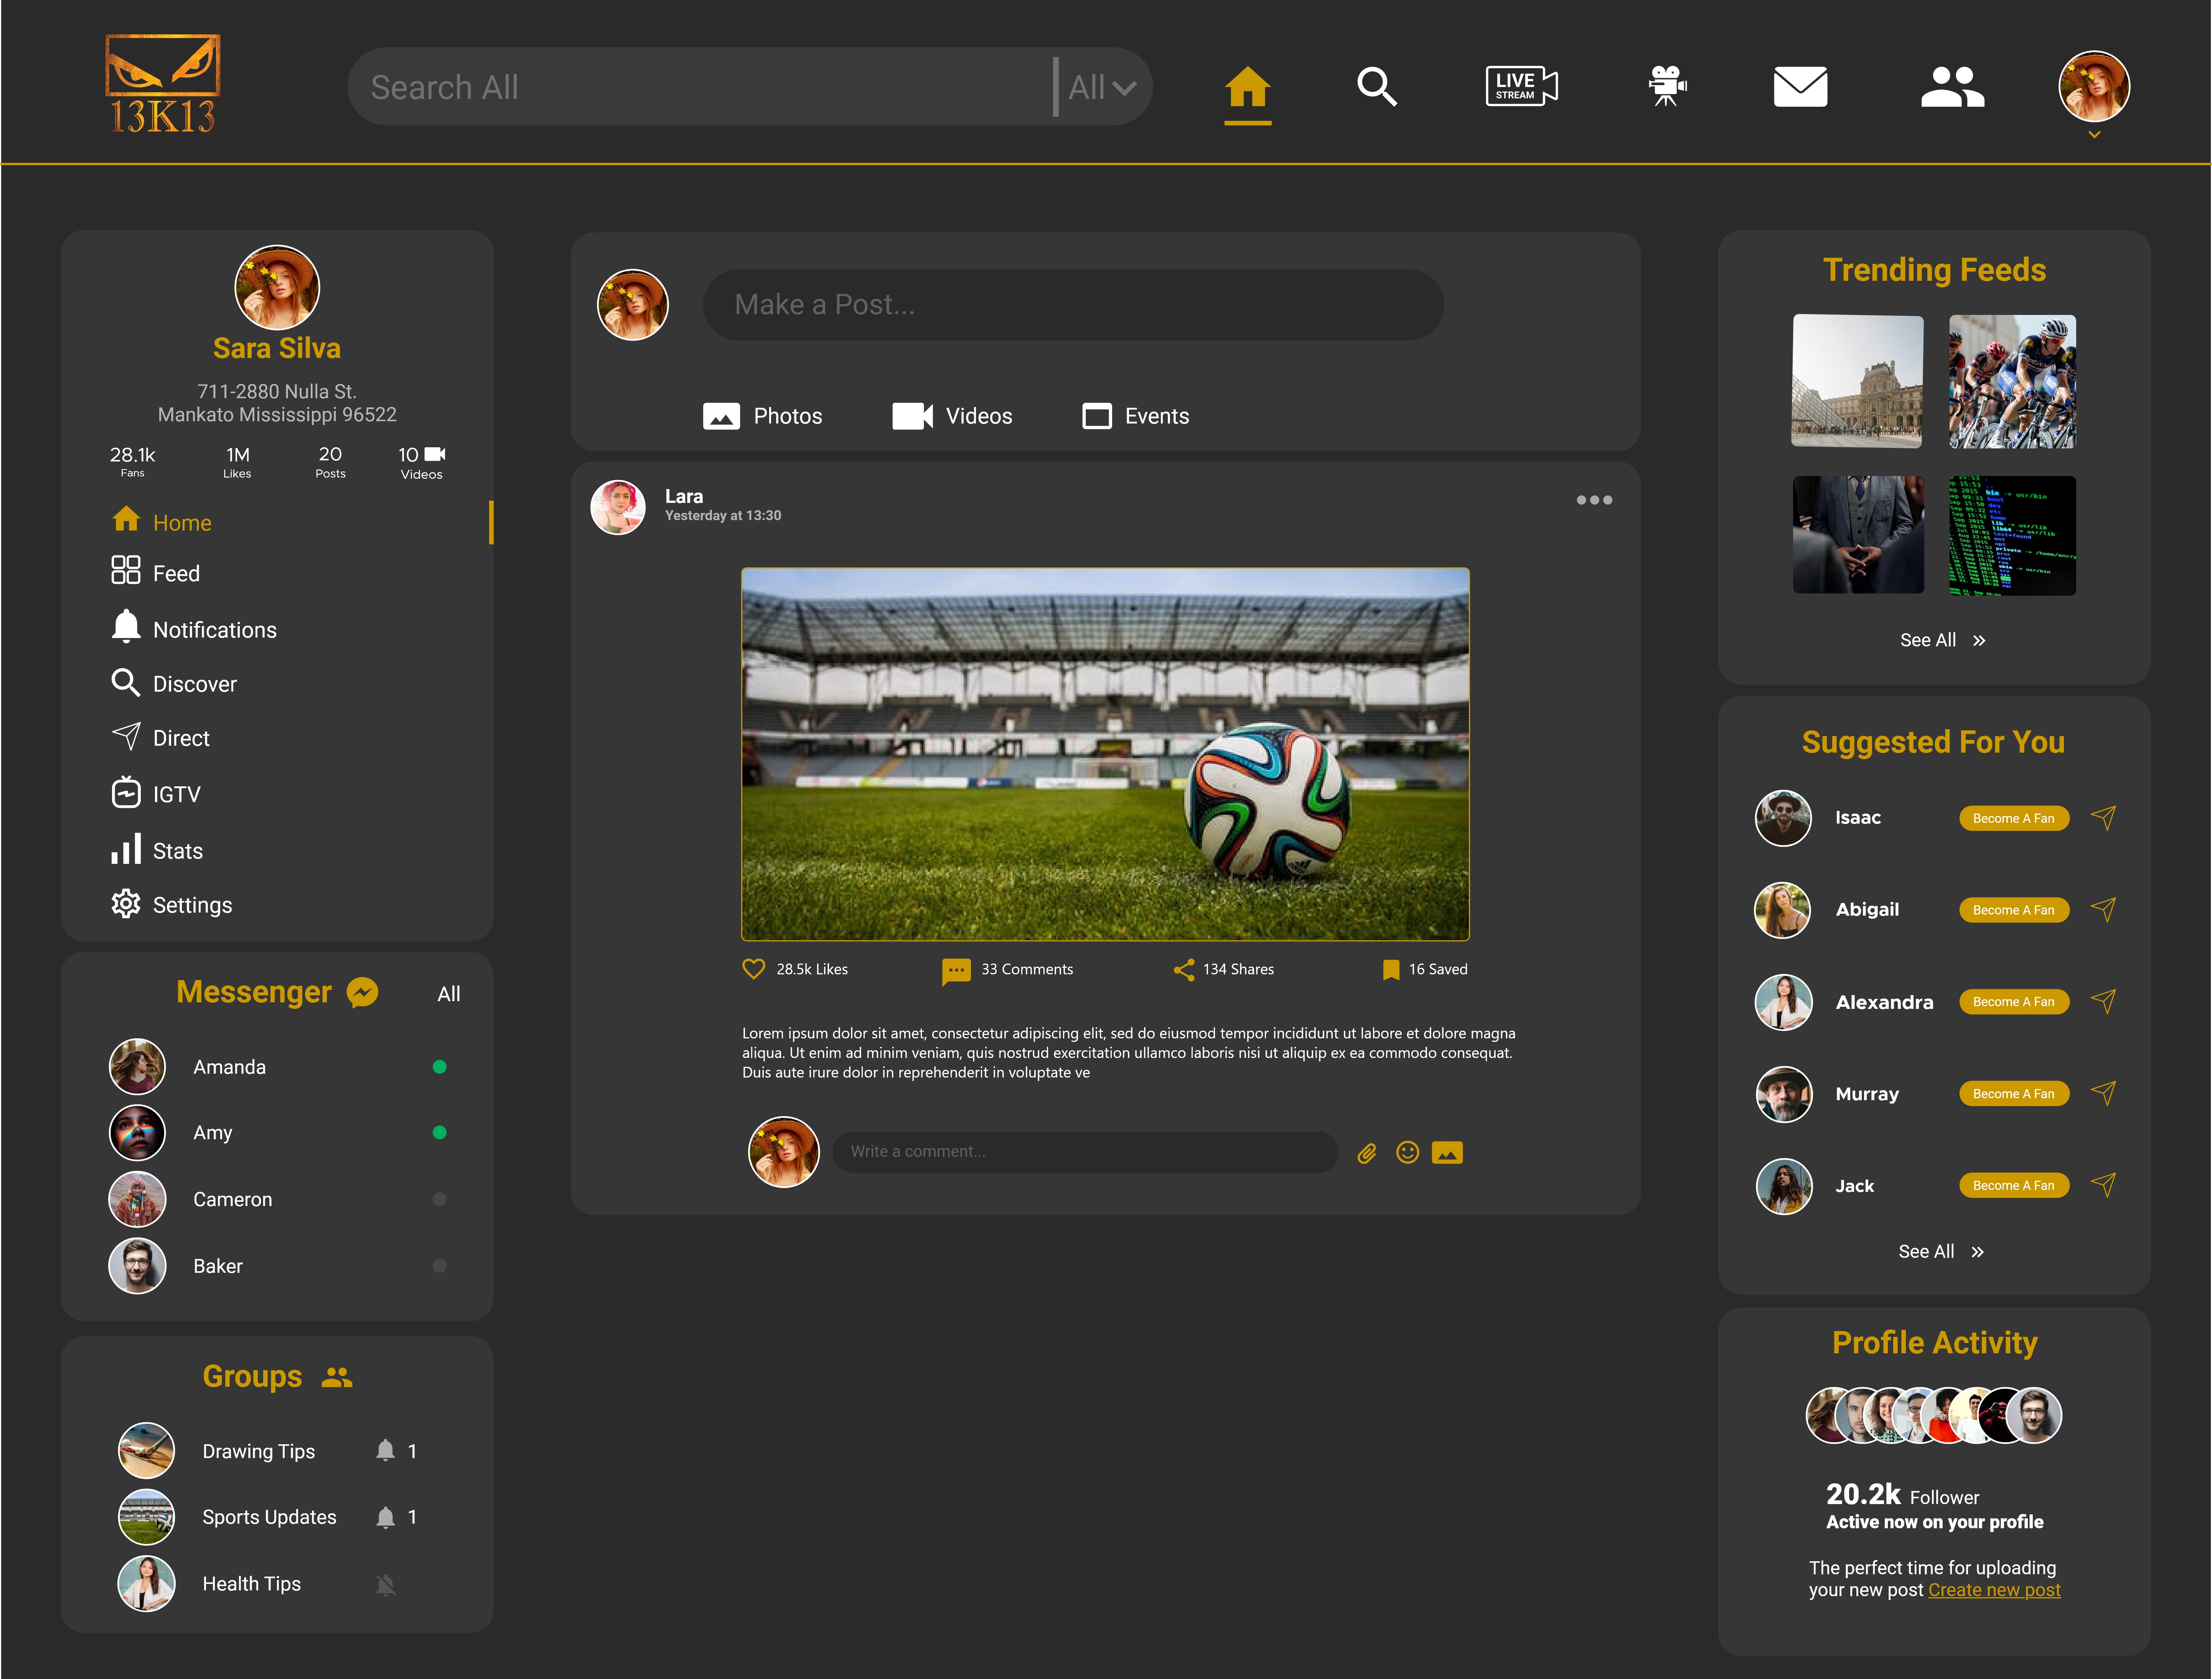 13K13
Search All
All
LIVE
STREAM
Sara Silva
711-2880 Nulla St.
Mankato Mississippi 96522
28.1k
Fans
1M
Likes
20
Posts
10
Videos
Home
Feed
Notifications
Discover
Direct
IGTV
Stats
Settings
Messenger
All
Amanda
Amy
Cameron
Baker
Groups
Drawing Tips
1
Sports Updates
1
Health Tips
Make a Post...
Photos
Videos
Events
Lara
Yesterday at 13:30
28.5k Likes
33 Comments
134 Shares
16 Saved
Lorem ipsum dolor sit amet, consectetur adipiscing elit, sed do eiusmod tempor incididunt ut labore et dolore magna
aliqua. Ut enim ad minim veniam, quis nostrud exercitation ullamco laboris nisi ut aliquip ex ea commodo consequat.
Duis aute irure dolor in reprehenderit in voluptate ve
Write a comment...
Trending Feeds
See All
Suggested For You
Isaac
Become A Fan
Abigail
Become A Fan
Alexandra
Become A Fan
Murray
Become A Fan
Jack
Become A Fan
See All
Profile Activity
20.2k Follower
Active now on your profile
The perfect time for uploading
your new post Create new post